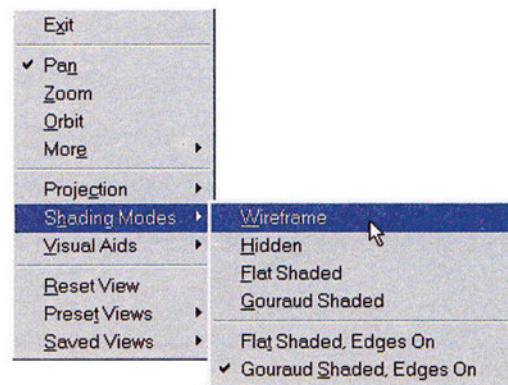 Exit
Pan
Zoom
Orbit
More
Projection
Shading Modes
Visual Aids
Reset View
Preset Views
Saved Views
Wireframe
Hidden
Flat Shaded
Gouraud Shaded
Flat Shaded, Edges On
Gouraud Shaded, Edges On